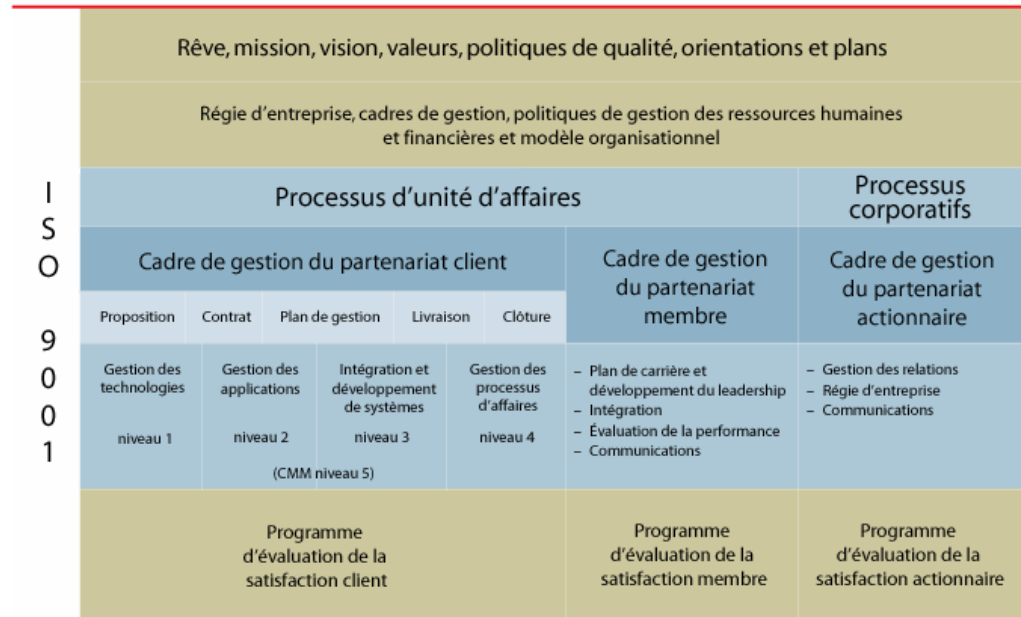 Rêve, mission, vision, valeurs, politiques de qualité, orientations et plans
Régie d'entreprise, cadres de gestion, politiques de gestion des ressources humaines
et financières et modèle organisationnel
ISO 9001
Processus d'unité d'affaires
Processus
corporatifs
Cadre de gestion du partenariat client
Proposition
Contrat
Plan de gestion
Livraison
Clôture
Cadre de gestion
du partenariat
membre
Cadre de gestion
du partenariat
actionnaire
Gestion des
technologies
niveau 1
Gestion des
applications
niveau 2
Intégration et
développement
de systèmes
niveau 3
Gestion des
processus
d'affaires
niveau 4
(CMM niveau 5)
– Plan de carrière et
développement du leadership
– Intégration
– Évaluation de la performance
– Communications
– Gestion des relations
– Régie d'entreprise
– Communications
Programme
d'évaluation de la
satisfaction client
Programme
d'évaluation de la
satisfaction membre
Programme
d'évaluation de la
satisfaction actionnaire